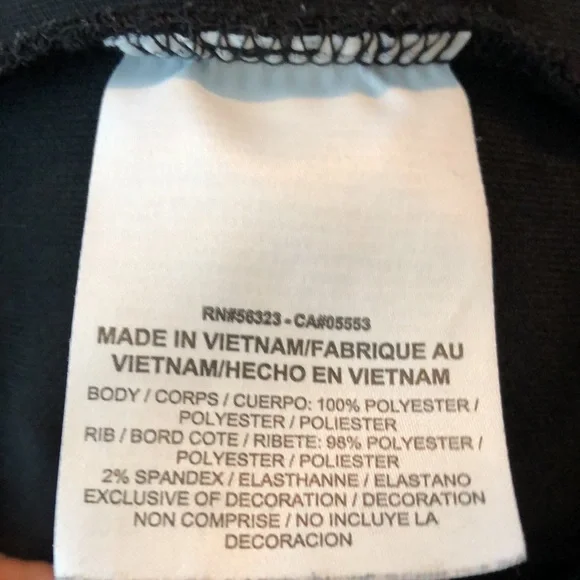 RN#56323 - CA#05553
MADE IN VIETNAM/FABRIQUE AU
VIETNAM/HECHO EN VIETNAM
BODY / CORPS / CUERPO: 100% POLYESTER /
POLYESTER / POLIESTER
RIB / BORD COTE / RIBETE: 98% POLYESTER /
POLYESTER / POLIESTER
2% SPANDEX / ELASTHANNE / ELASTANO
EXCLUSIVE OF DECORATION / DECORATION
NON COMPRISE / NO INCLUYE LA
DECORACION